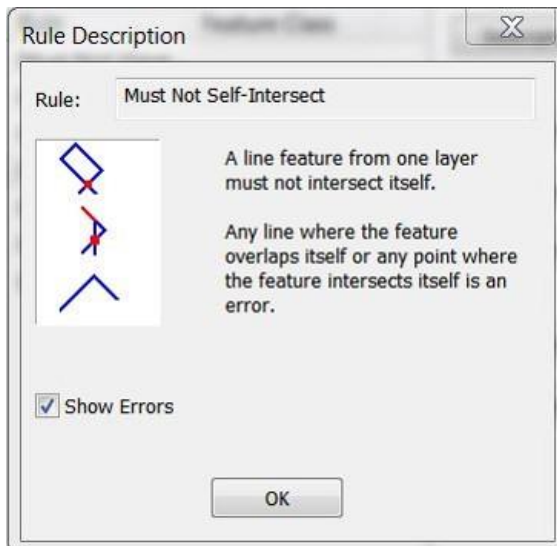 Rule Description
Rule:
Must Not Self-Intersect
A line feature from one layer
must not intersect itself.
Any line where the feature
overlaps itself or any point where
the feature intersects itself is an
error.
Show Errors
OK